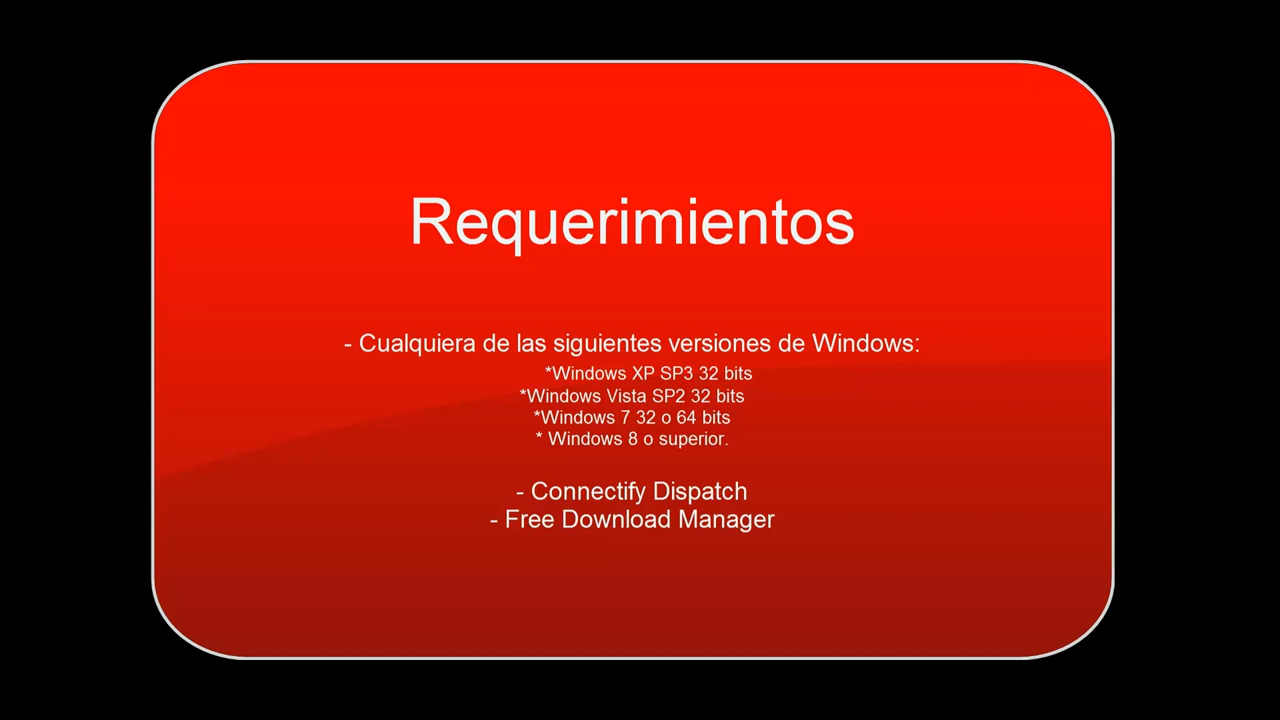 Requerimientos
- Cualquiera de las siguientes versiones de Windows:
*Windows XP SP3 32 bits
*Windows Vista SP2 32 bits
*Windows 7 32 o 64 bits
* Windows 8 o superior.
- Connectify Dispatch
- Free Download Manager